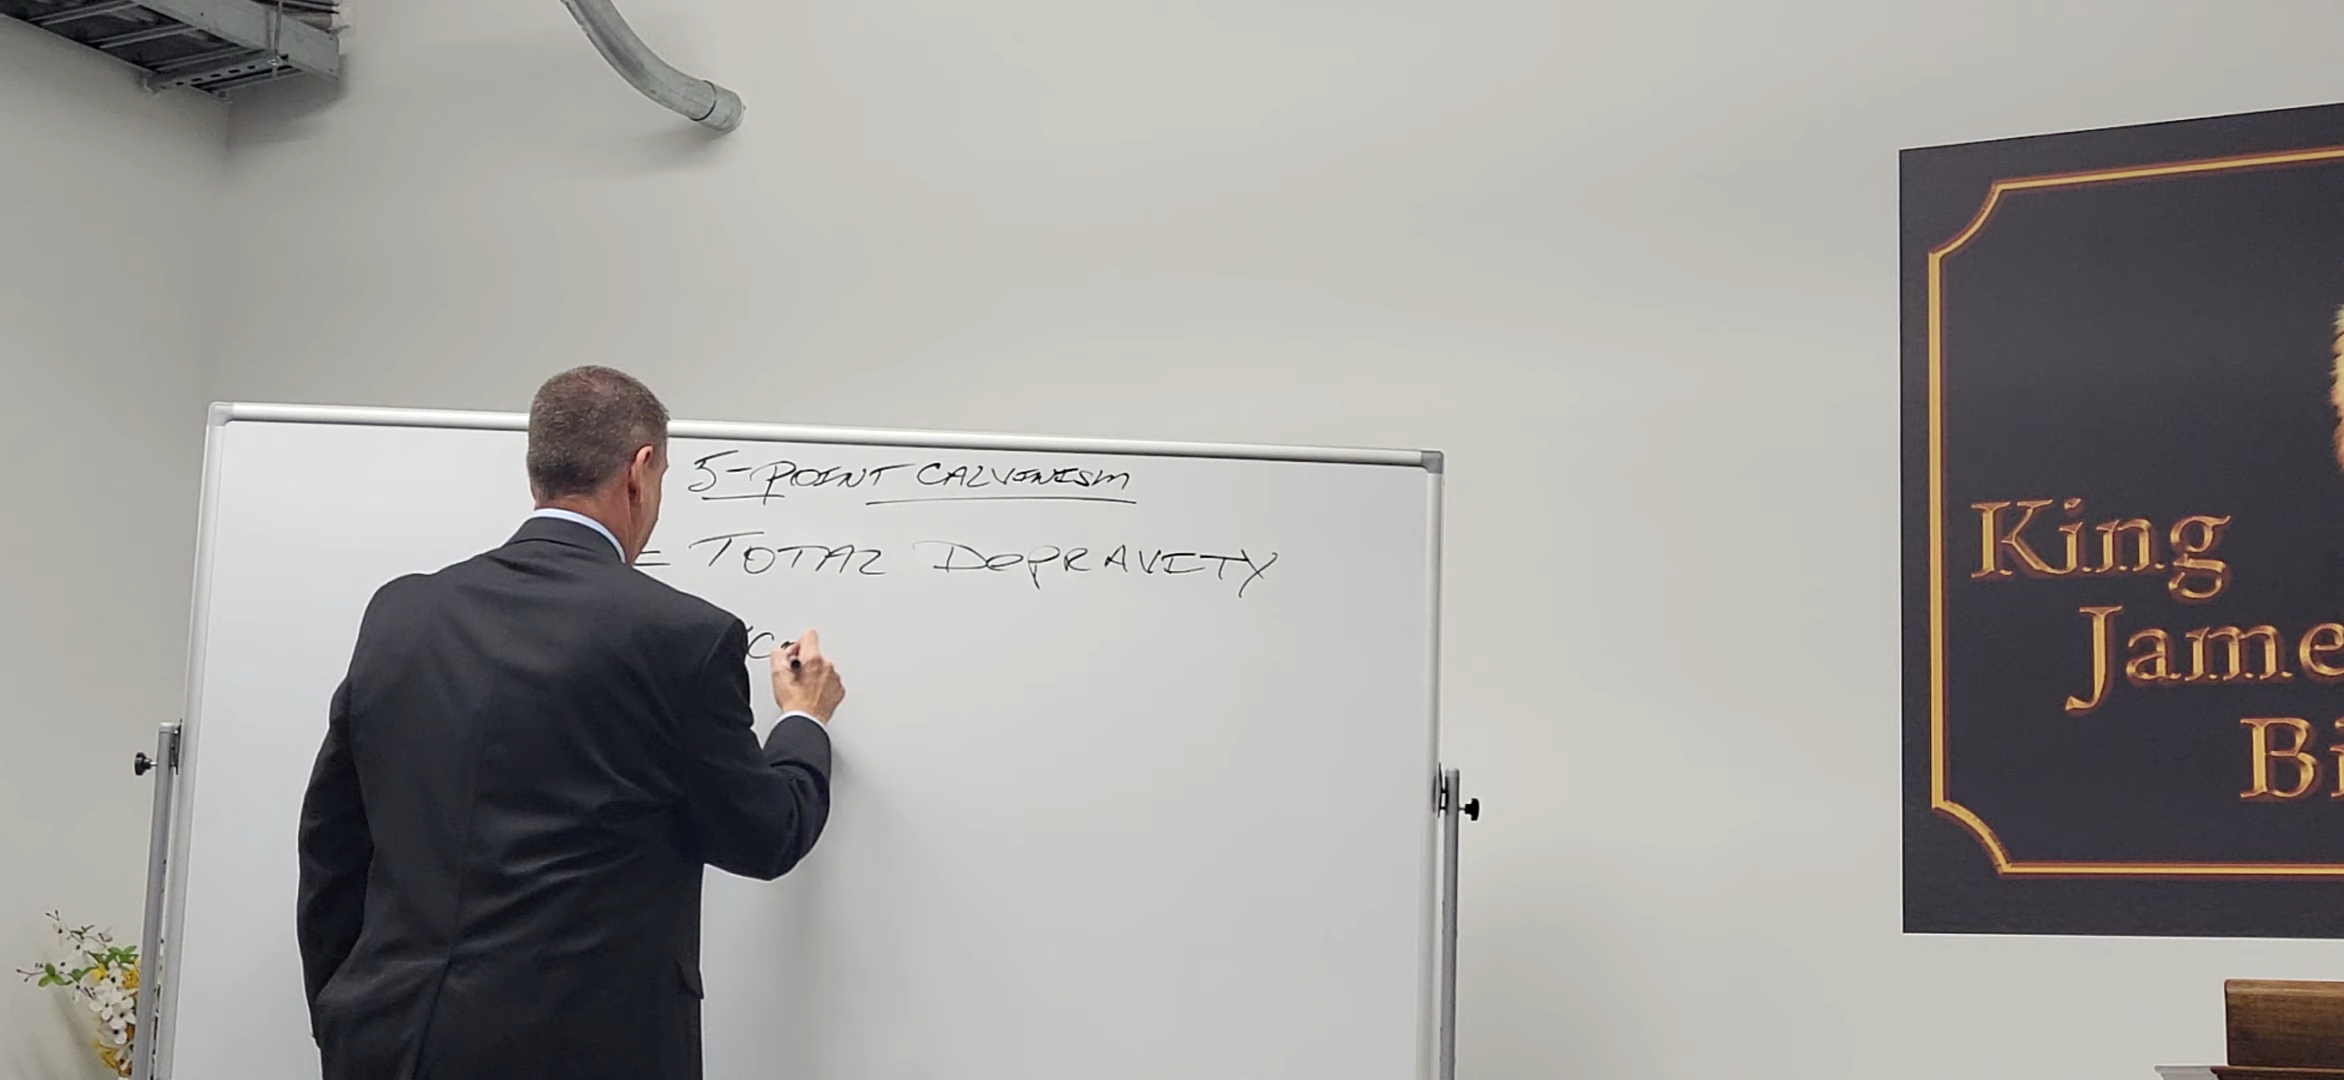 5-POINT CALVINISM
= TOTAL DEPRAVITY
King
Jame
Bi